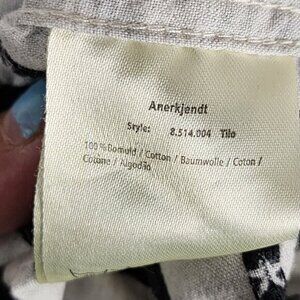 Anerkjendt
Style: 8.514.004 Tilo
100% Bomuld / Cotton / Baumwolle / Coton /
Cotone / Algodão